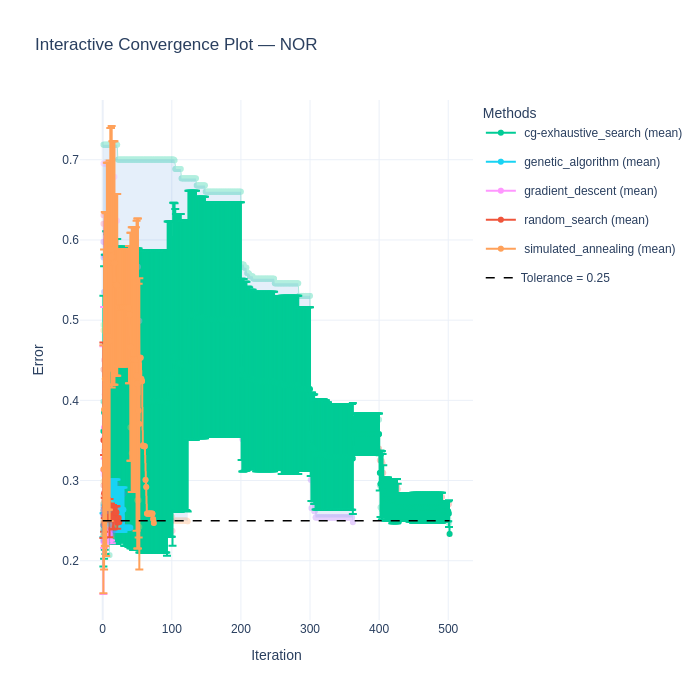 Interactive Convergence Plot — NOR
Methods
cg-exhaustive_search (mean)
genetic_algorithm (mean)
gradient_descent (mean)
random_search (mean)
simulated_annealing (mean)
Tolerance = 0.25
Error
0.7
0.6
0.5
0.4
0.3
0.2
0
100
200
300
400
500
Iteration